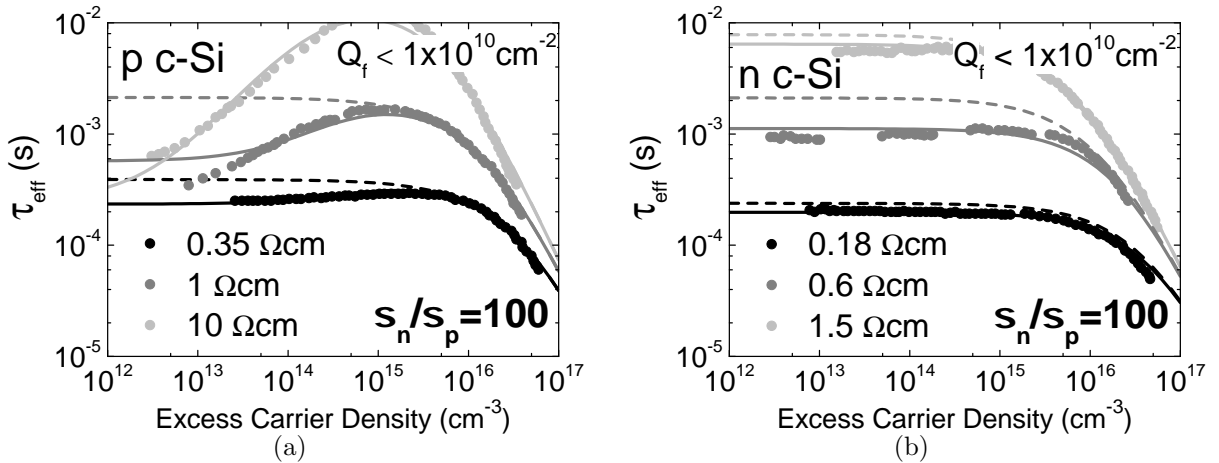 p c-Si
Q_f < 1x10^10 cm^-2
τ_eff (s)
10^-2
10^-3
10^-4
10^-5
0.35 Ωcm
1 Ωcm
10 Ωcm
s_n/s_p=100
10^12 10^13 10^14 10^15 10^16 10^17
Excess Carrier Density (cm^-3)
(a)
n c-Si
Q_f < 1x10^10 cm^-2
τ_eff (s)
10^-2
10^-3
10^-4
10^-5
0.18 Ωcm
0.6 Ωcm
1.5 Ωcm
s_n/s_p=100
10^12 10^13 10^14 10^15 10^16 10^17
Excess Carrier Density (cm^-3)
(b)